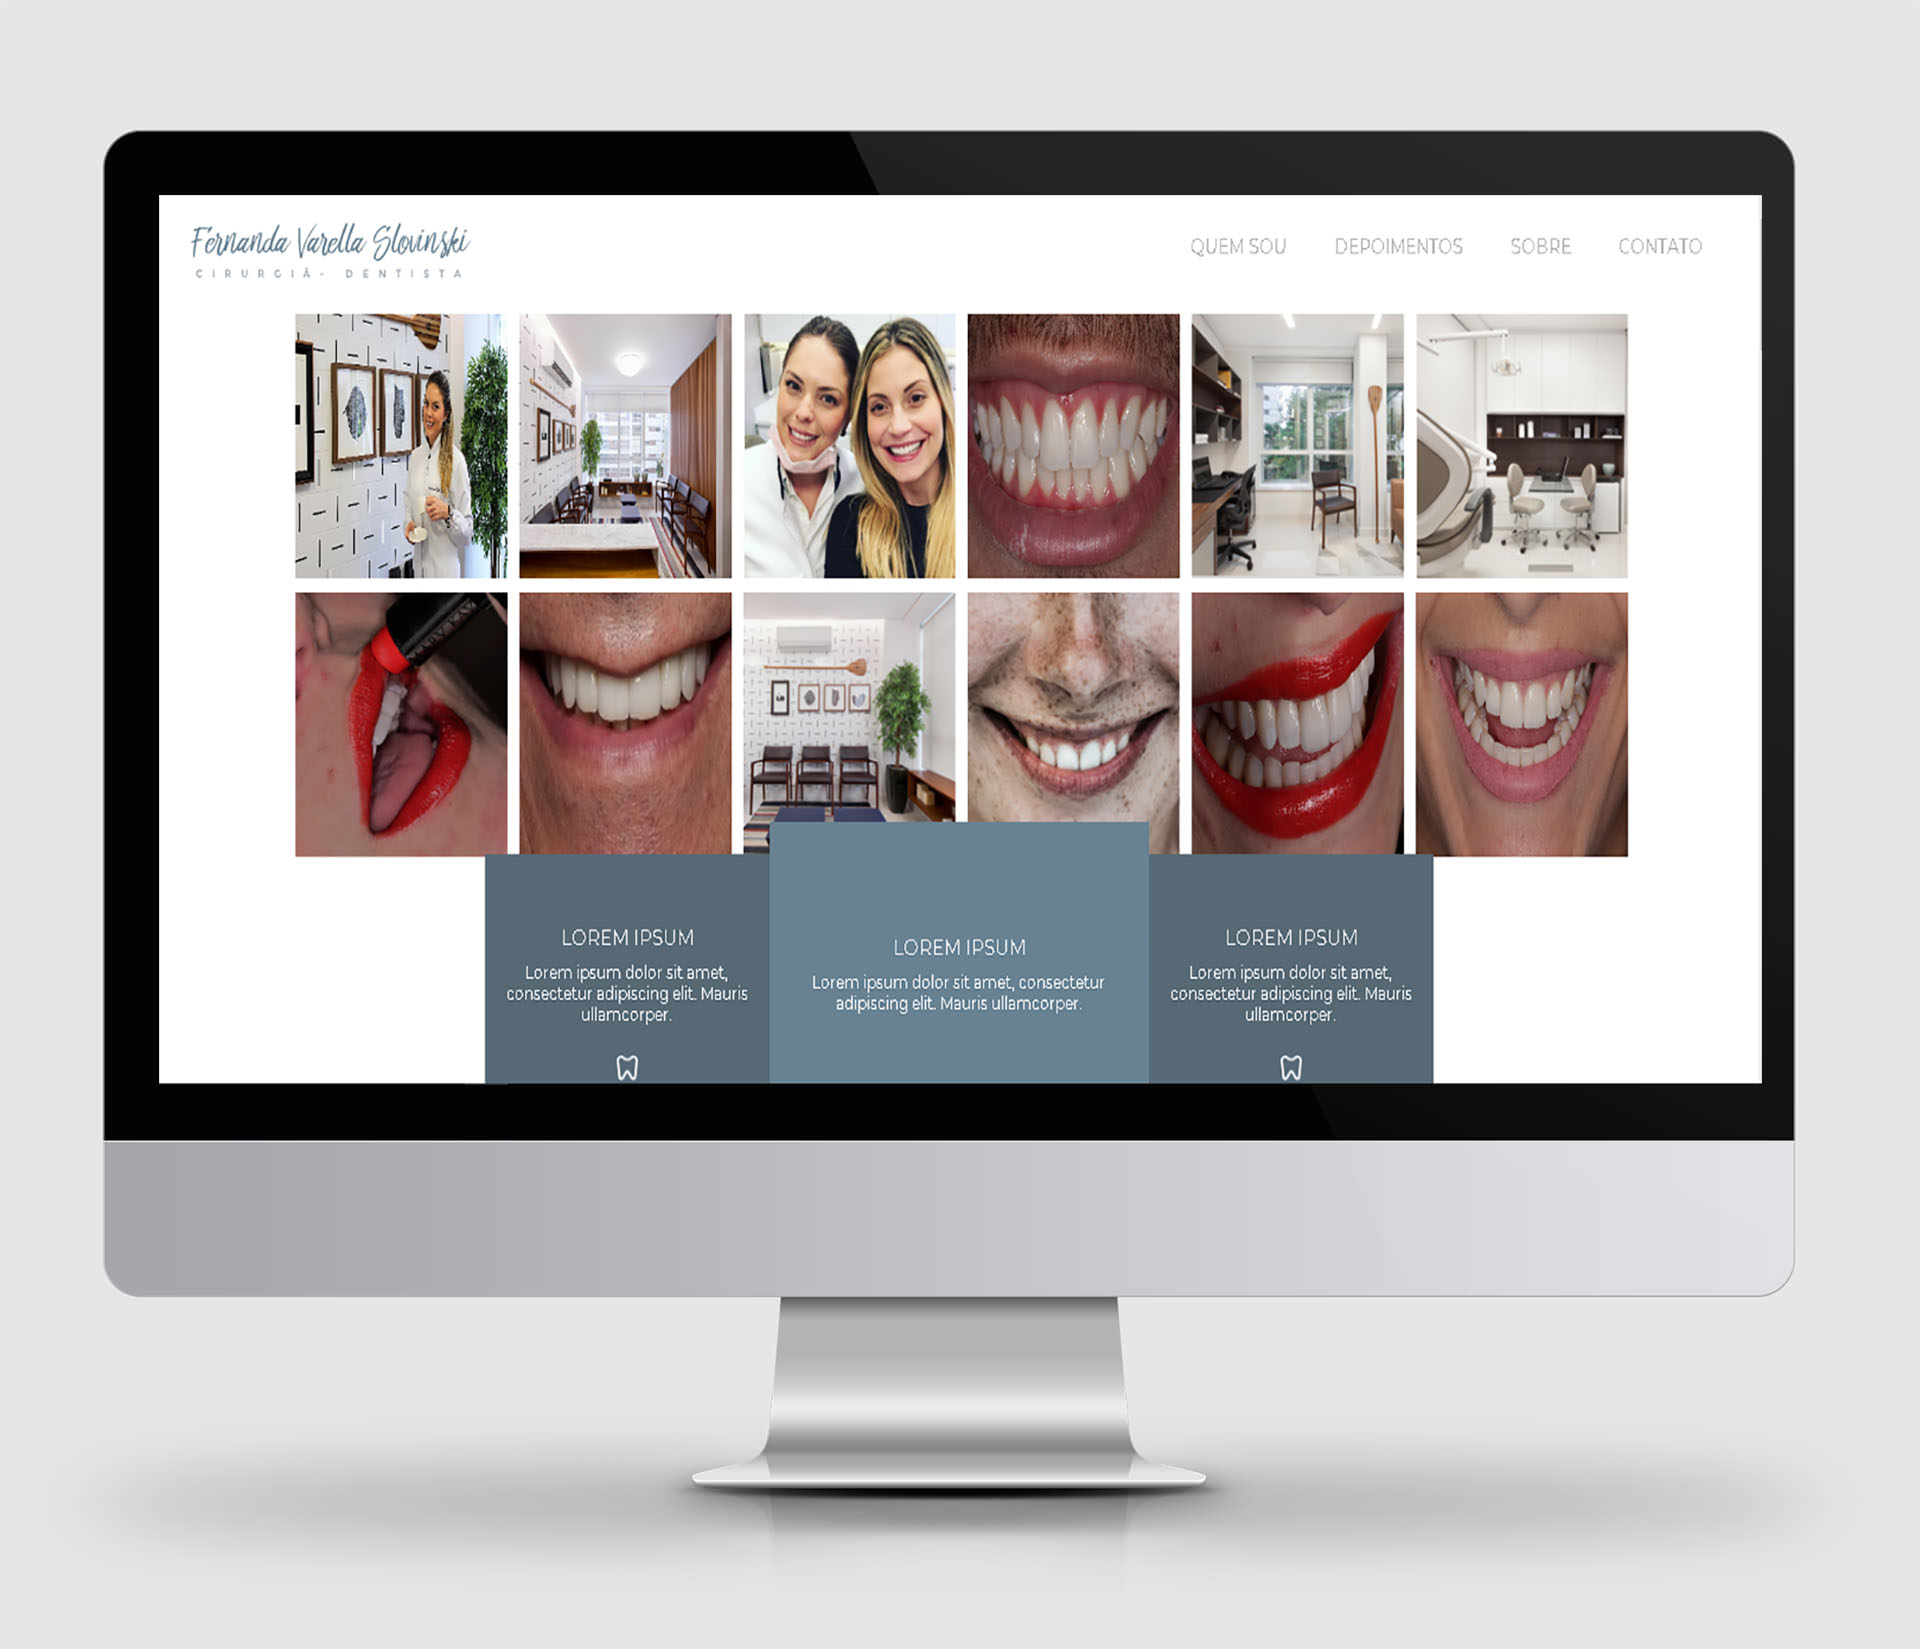 Fernanda Varella Slovinski
CIRURGIÃ- DENTISTA
QUEM SOU DEPOIMENTOS SOBRE CONTATO
LOREM IPSUM
Lorem ipsum dolor sit amet,
consectetur adipiscing elit. Mauris
ullamcorper.
LOREM IPSUM
Lorem ipsum dolor sit amet, consectetur
adipiscing elit. Mauris ullamcorper.
LOREM IPSUM
Lorem ipsum dolor sit amet,
consectetur adipiscing elit. Mauris
ullamcorper.